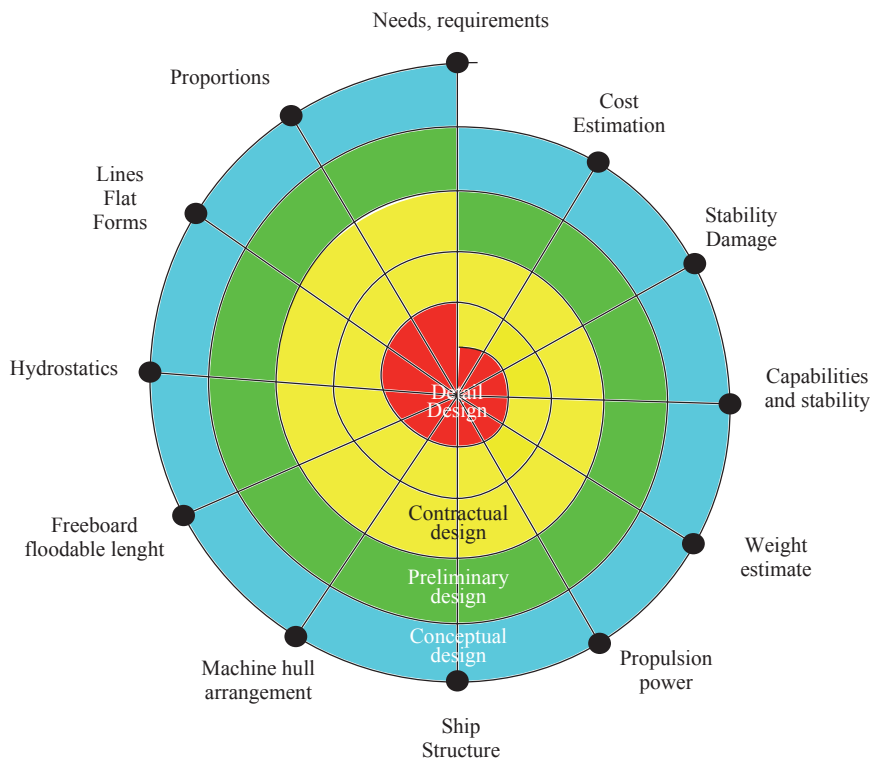 Needs, requirements
Proportions
Cost
Estimation
Lines
Flat
Forms
Stability
Damage
Hydrostatics
Capabilities
and stability
Detail
Design
Freeboard
floodable lenght
Contractual
design
Weight
estimate
Preliminary
design
Conceptual
design
Machine hull
arrangement
Propulsion
power
Ship
Structure